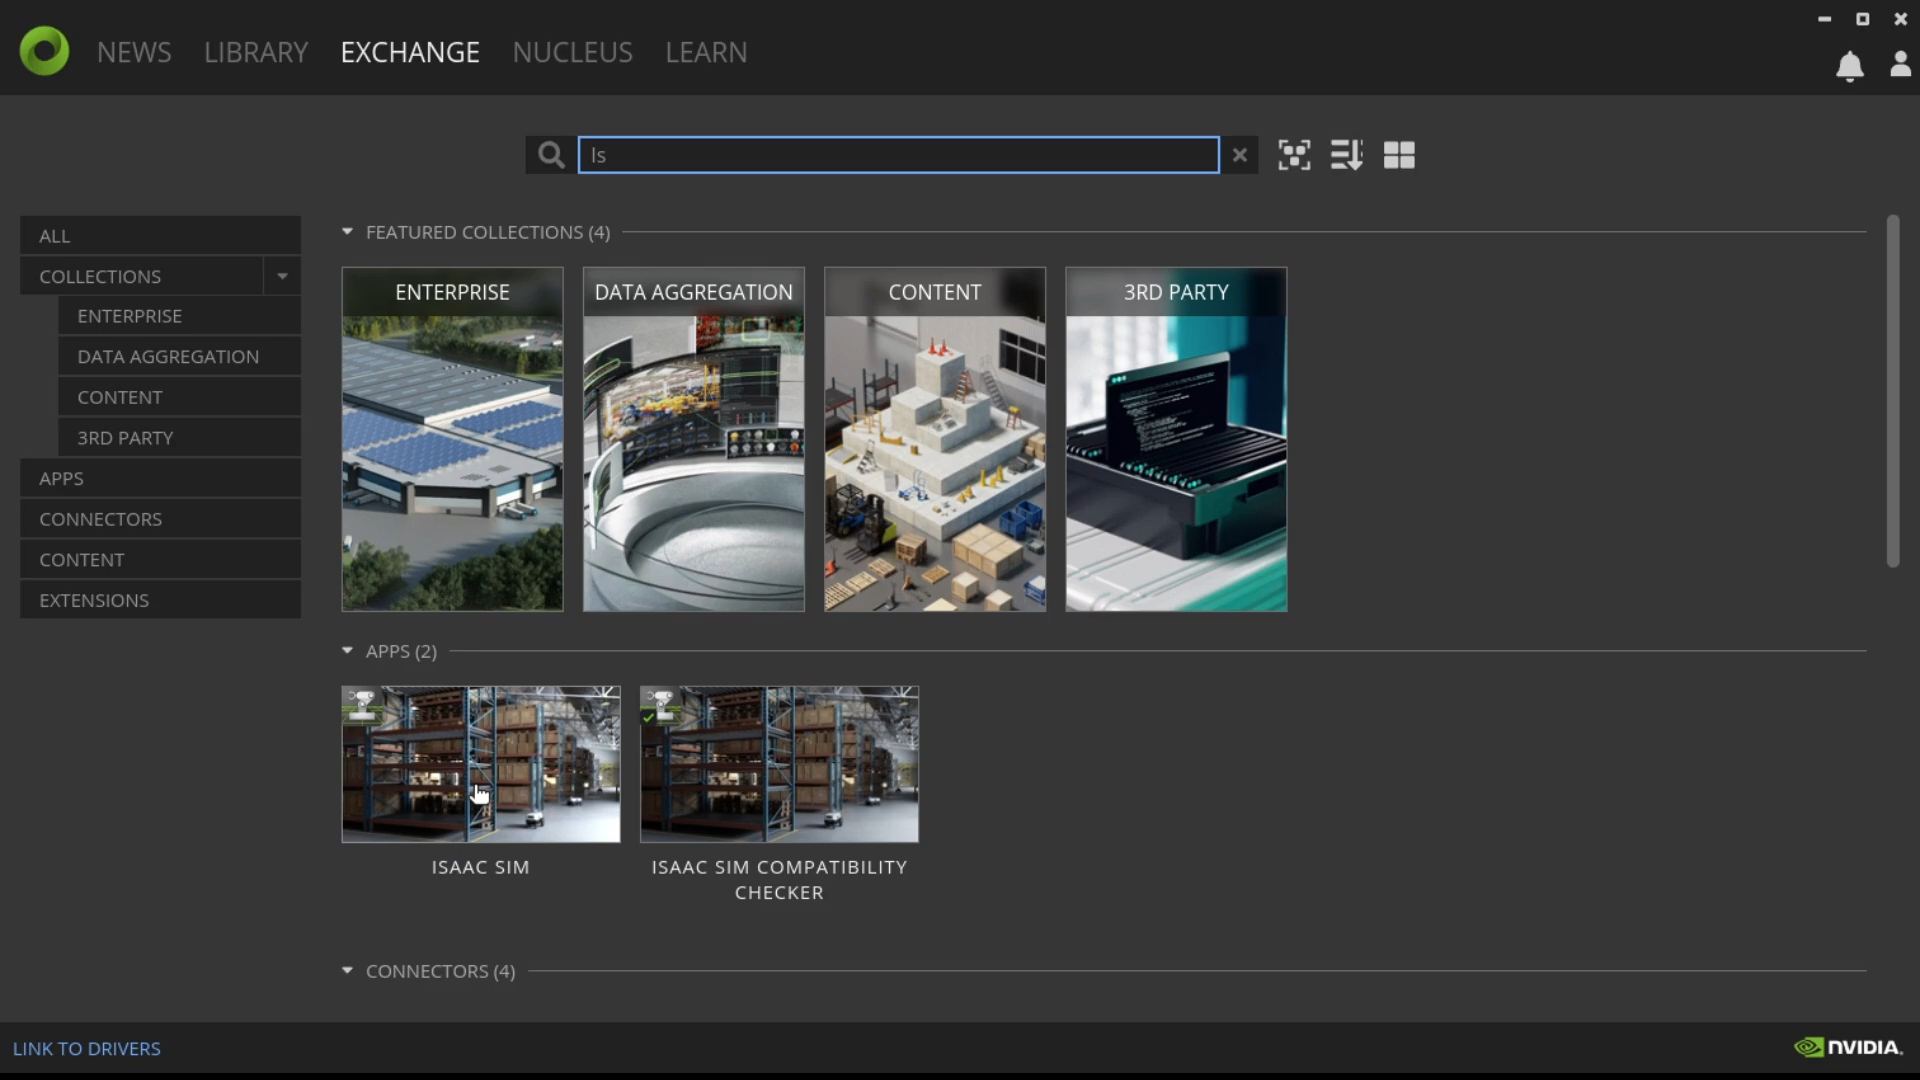 NEWS LIBRARY EXCHANGE NUCLEUS LEARN
Is
ALL
COLLECTIONS
ENTERPRISE
DATA AGGREGATION
CONTENT
3RD PARTY
APPS
CONNECTORS
CONTENT
EXTENSIONS
FEATURED COLLECTIONS (4)
ENTERPRISE
DATA AGGREGATION
CONTENT
3RD PARTY
APPS (2)
ISAAC SIM
ISAAC SIM COMPATIBILITY
CHECKER
CONNECTORS (4)
LINK TO DRIVERS
NVIDIA.